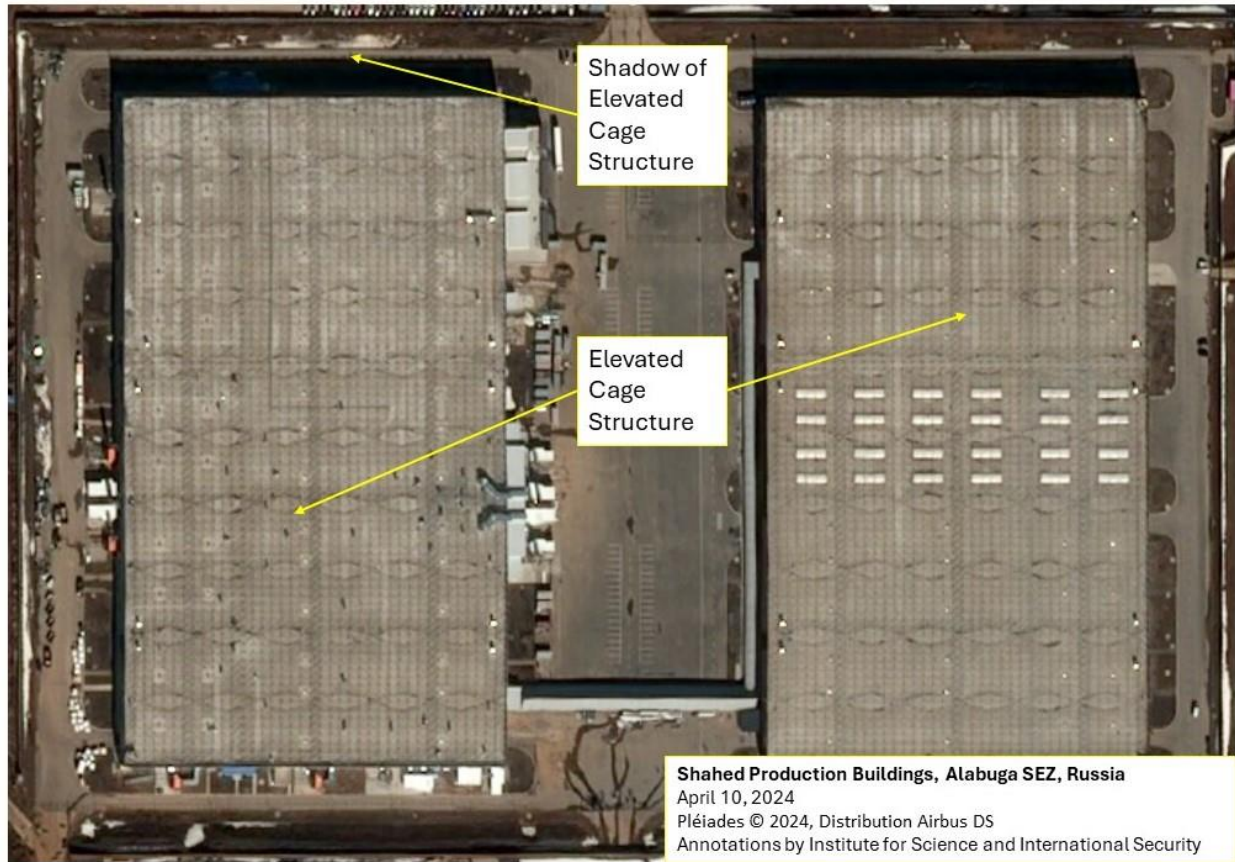 Shadow of
Elevated
Cage
Structure
Elevated
Cage
Structure
Shahed Production Buildings, Alabuga SEZ, Russia
April 10, 2024
Pléiades © 2024, Distribution Airbus DS
Annotations by Institute for Science and International Security